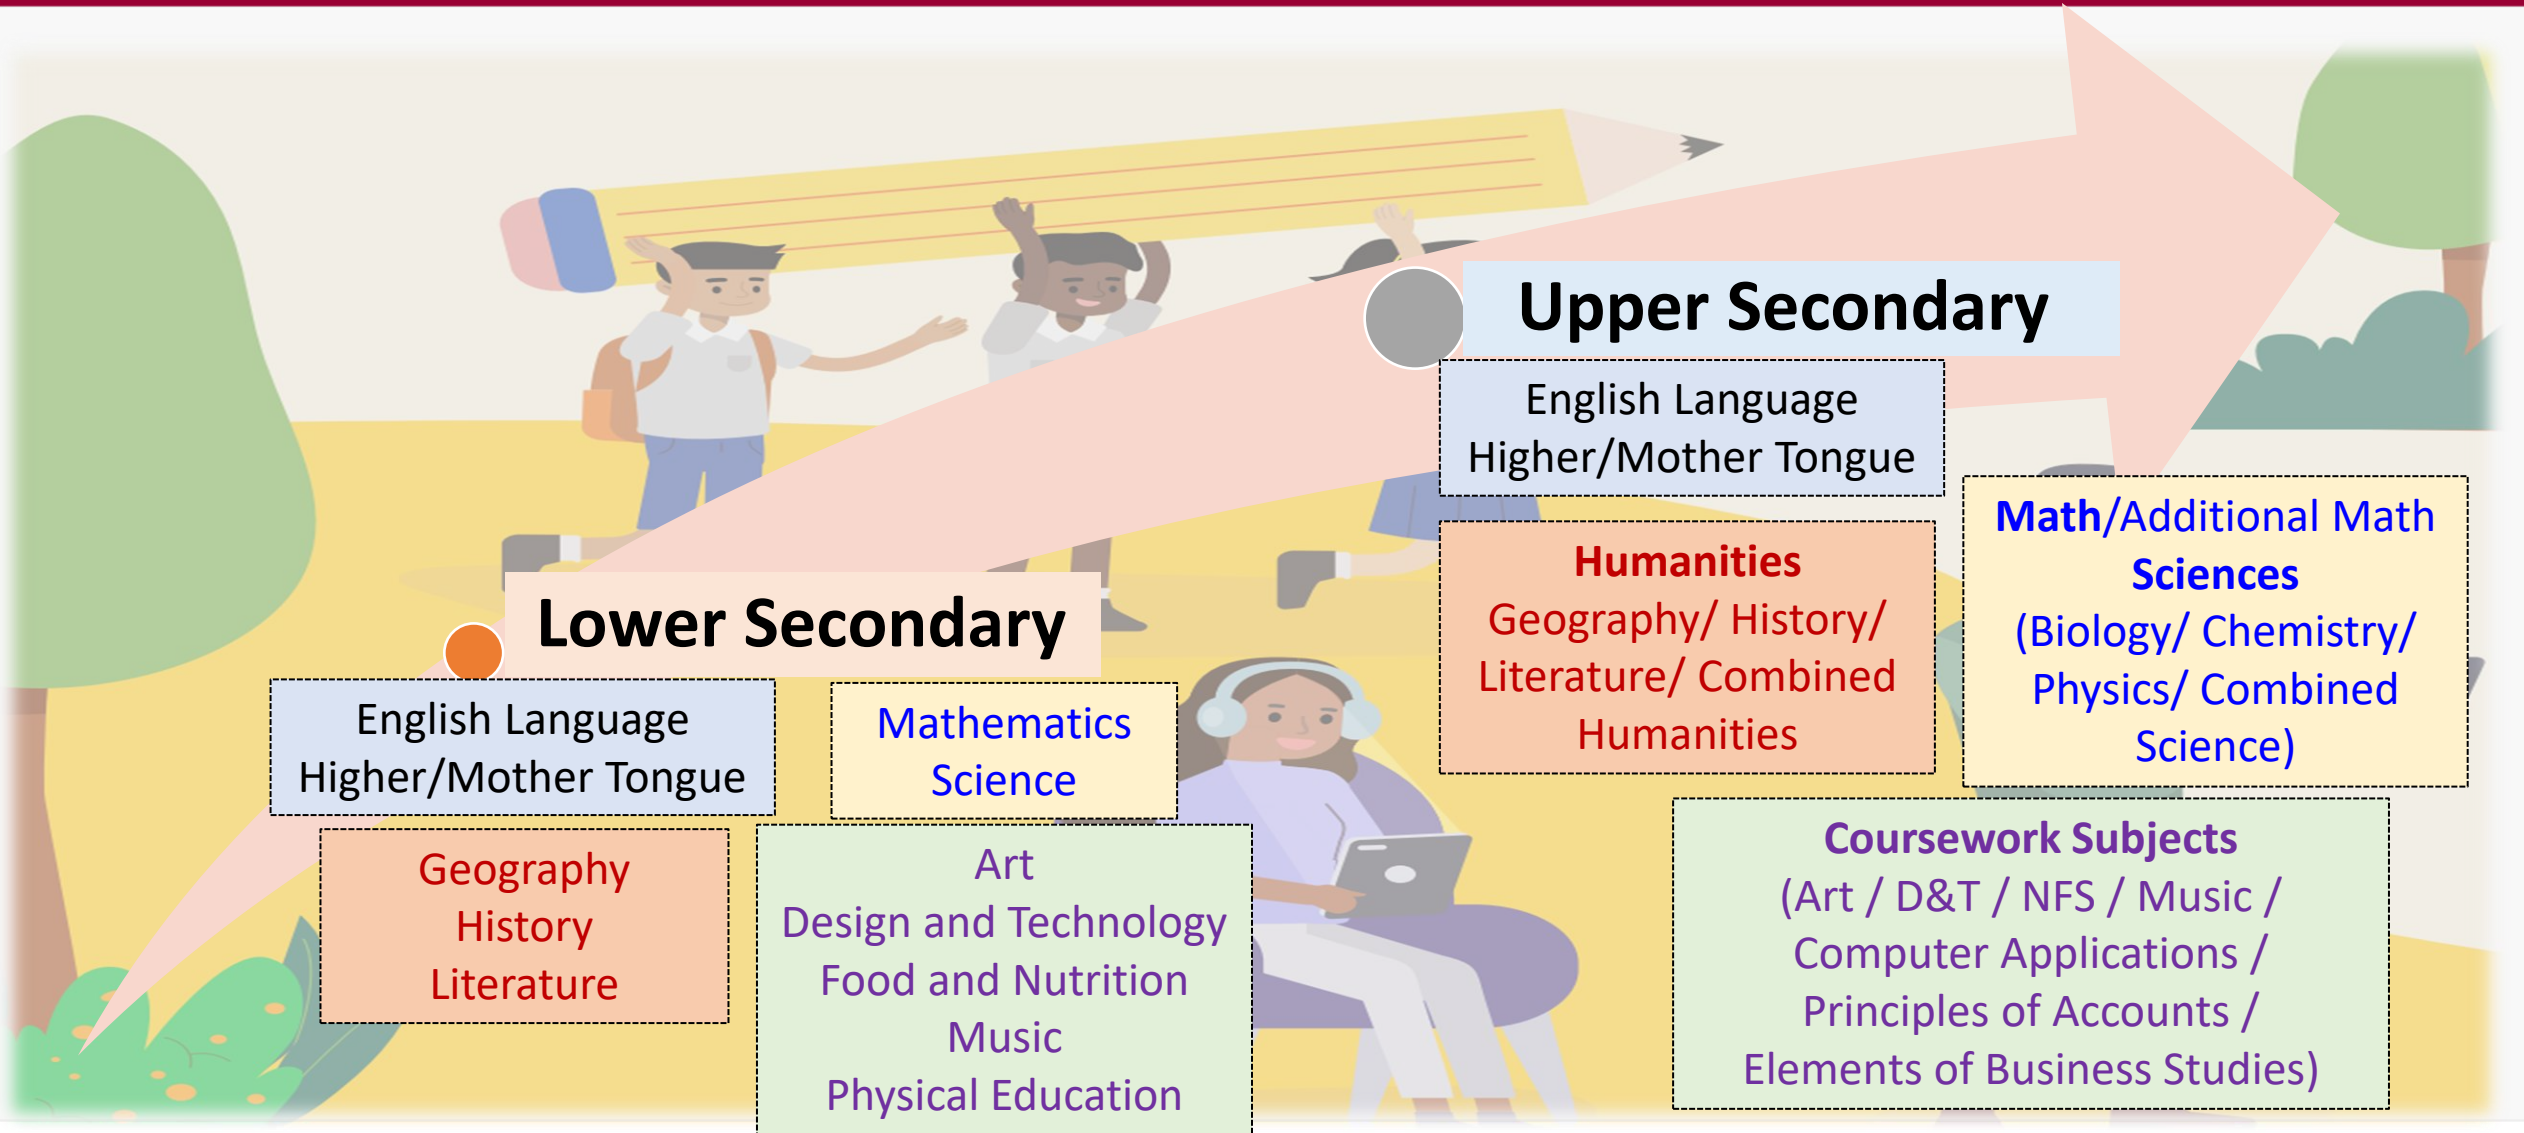 Lower Secondary
English Language
Higher/Mother Tongue
Mathematics
Science
Geography
History
Literature
Art
Design and Technology
Food and Nutrition
Music
Physical Education
Upper Secondary
English Language
Higher/Mother Tongue
Humanities
Geography/ History/
Literature/ Combined
Humanities
Math/Additional Math
Sciences
(Biology/ Chemistry/
Physics/ Combined
Science)
Coursework Subjects
(Art / D&T / NFS / Music /
Computer Applications /
Principles of Accounts /
Elements of Business Studies)